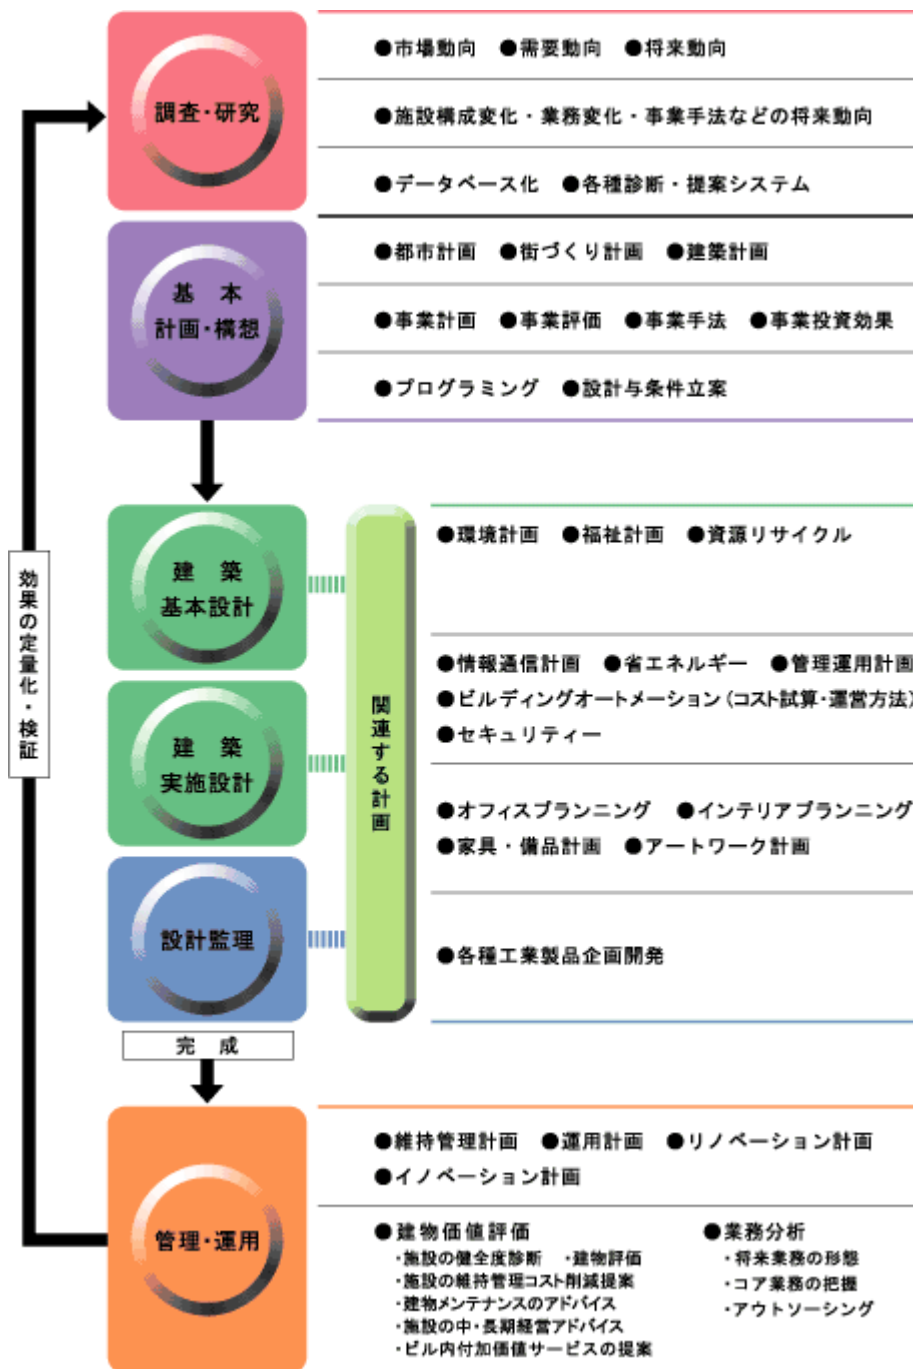 調査・研究
●市場動向 ●需要動向 ●将来動向
●施設構成変化・業務変化・事業手法などの将来動向
●データベース化 ●各種診断・提案システム
基 本
計画・構想
●都市計画 ●街づくり計画 ●建築計画
●事業計画 ●事業評価 ●事業手法 ●事業投資効果
●プログラミング ●設計与条件立案
効果の定量化・検証
建 築
基本設計
建 築
実施設計
設計監理
関連する計画
●環境計画 ●福祉計画 ●資源リサイクル
●情報通信計画 ●省エネルギー ●管理運用計画
●ビルディングオートメーション(コスト試算・運営方法)
●セキュリティー
●オフィスプランニング ●インテリアプランニング
●家具・備品計画 ●アートワーク計画
●各種工業製品企画開発
完 成
管理・運用
●維持管理計画 ●運用計画 ●リノベーション計画
●イノベーション計画
●建物価値評価
・施設の健全度診断 ・建物評価
・施設の維持管理コスト削減提案
・建物メンテナンスのアドバイス
・施設の中・長期経営アドバイス
・ビル内付加価値サービスの提案
●業務分析
・将来業務の形態
・コア業務の把握
・アウトソーシング